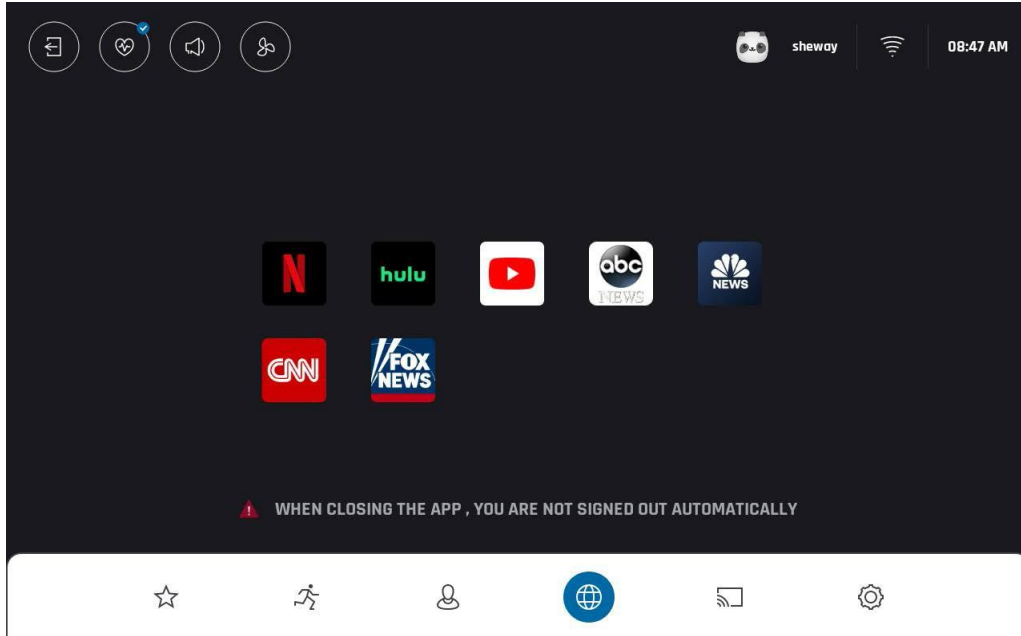 sheway
08:47 AM
N
hulu
abc
NEWS
NEWS
CNN
FOX
NEWS
WHEN CLOSING THE APP , YOU ARE NOT SIGNED OUT AUTOMATICALLY